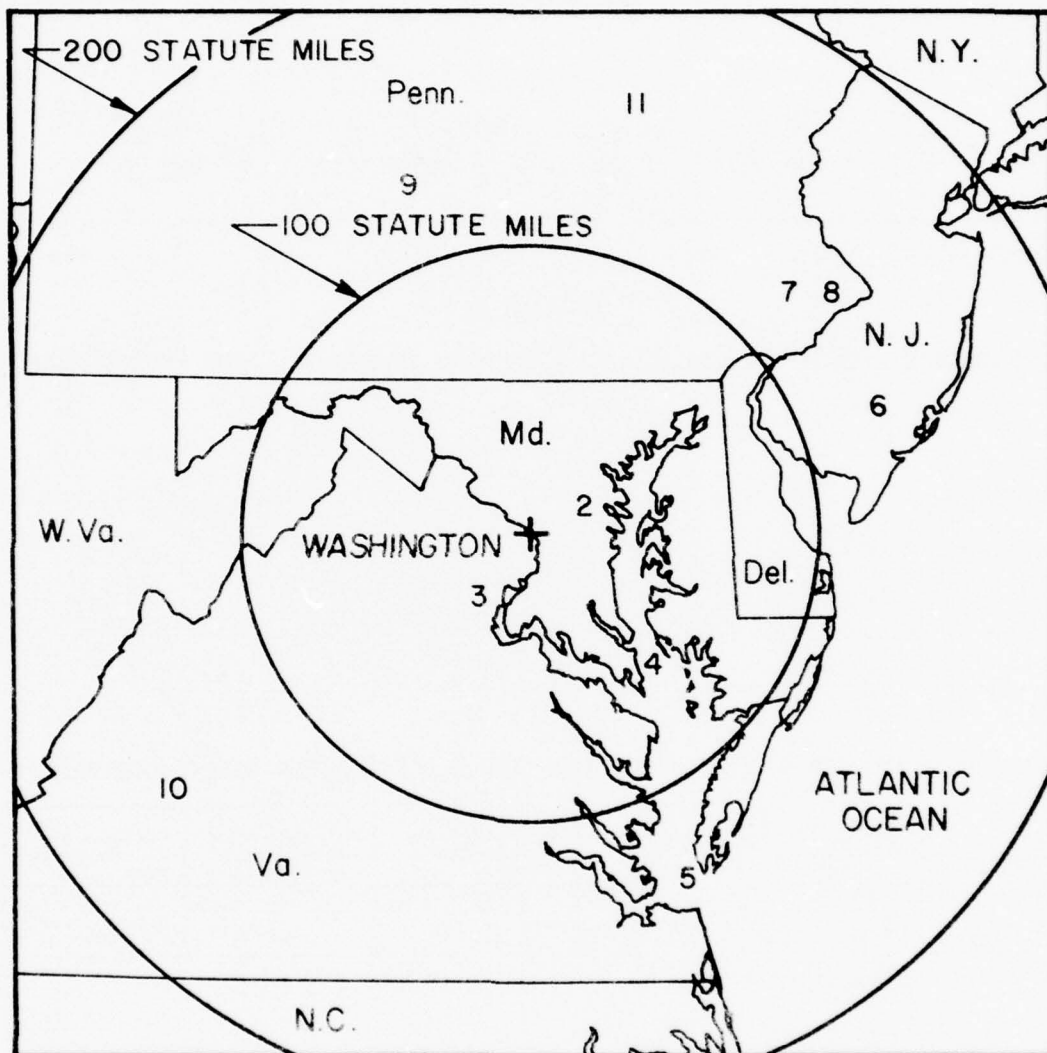 200 STATUTE MILES
N.Y.
Penn.
11
9
100 STATUTE MILES
7 8
N. J.
6
Md.
2
W. Va.
WASHINGTON
Del.
3
4
10
ATLANTIC
OCEAN
Va.
5
N.C.